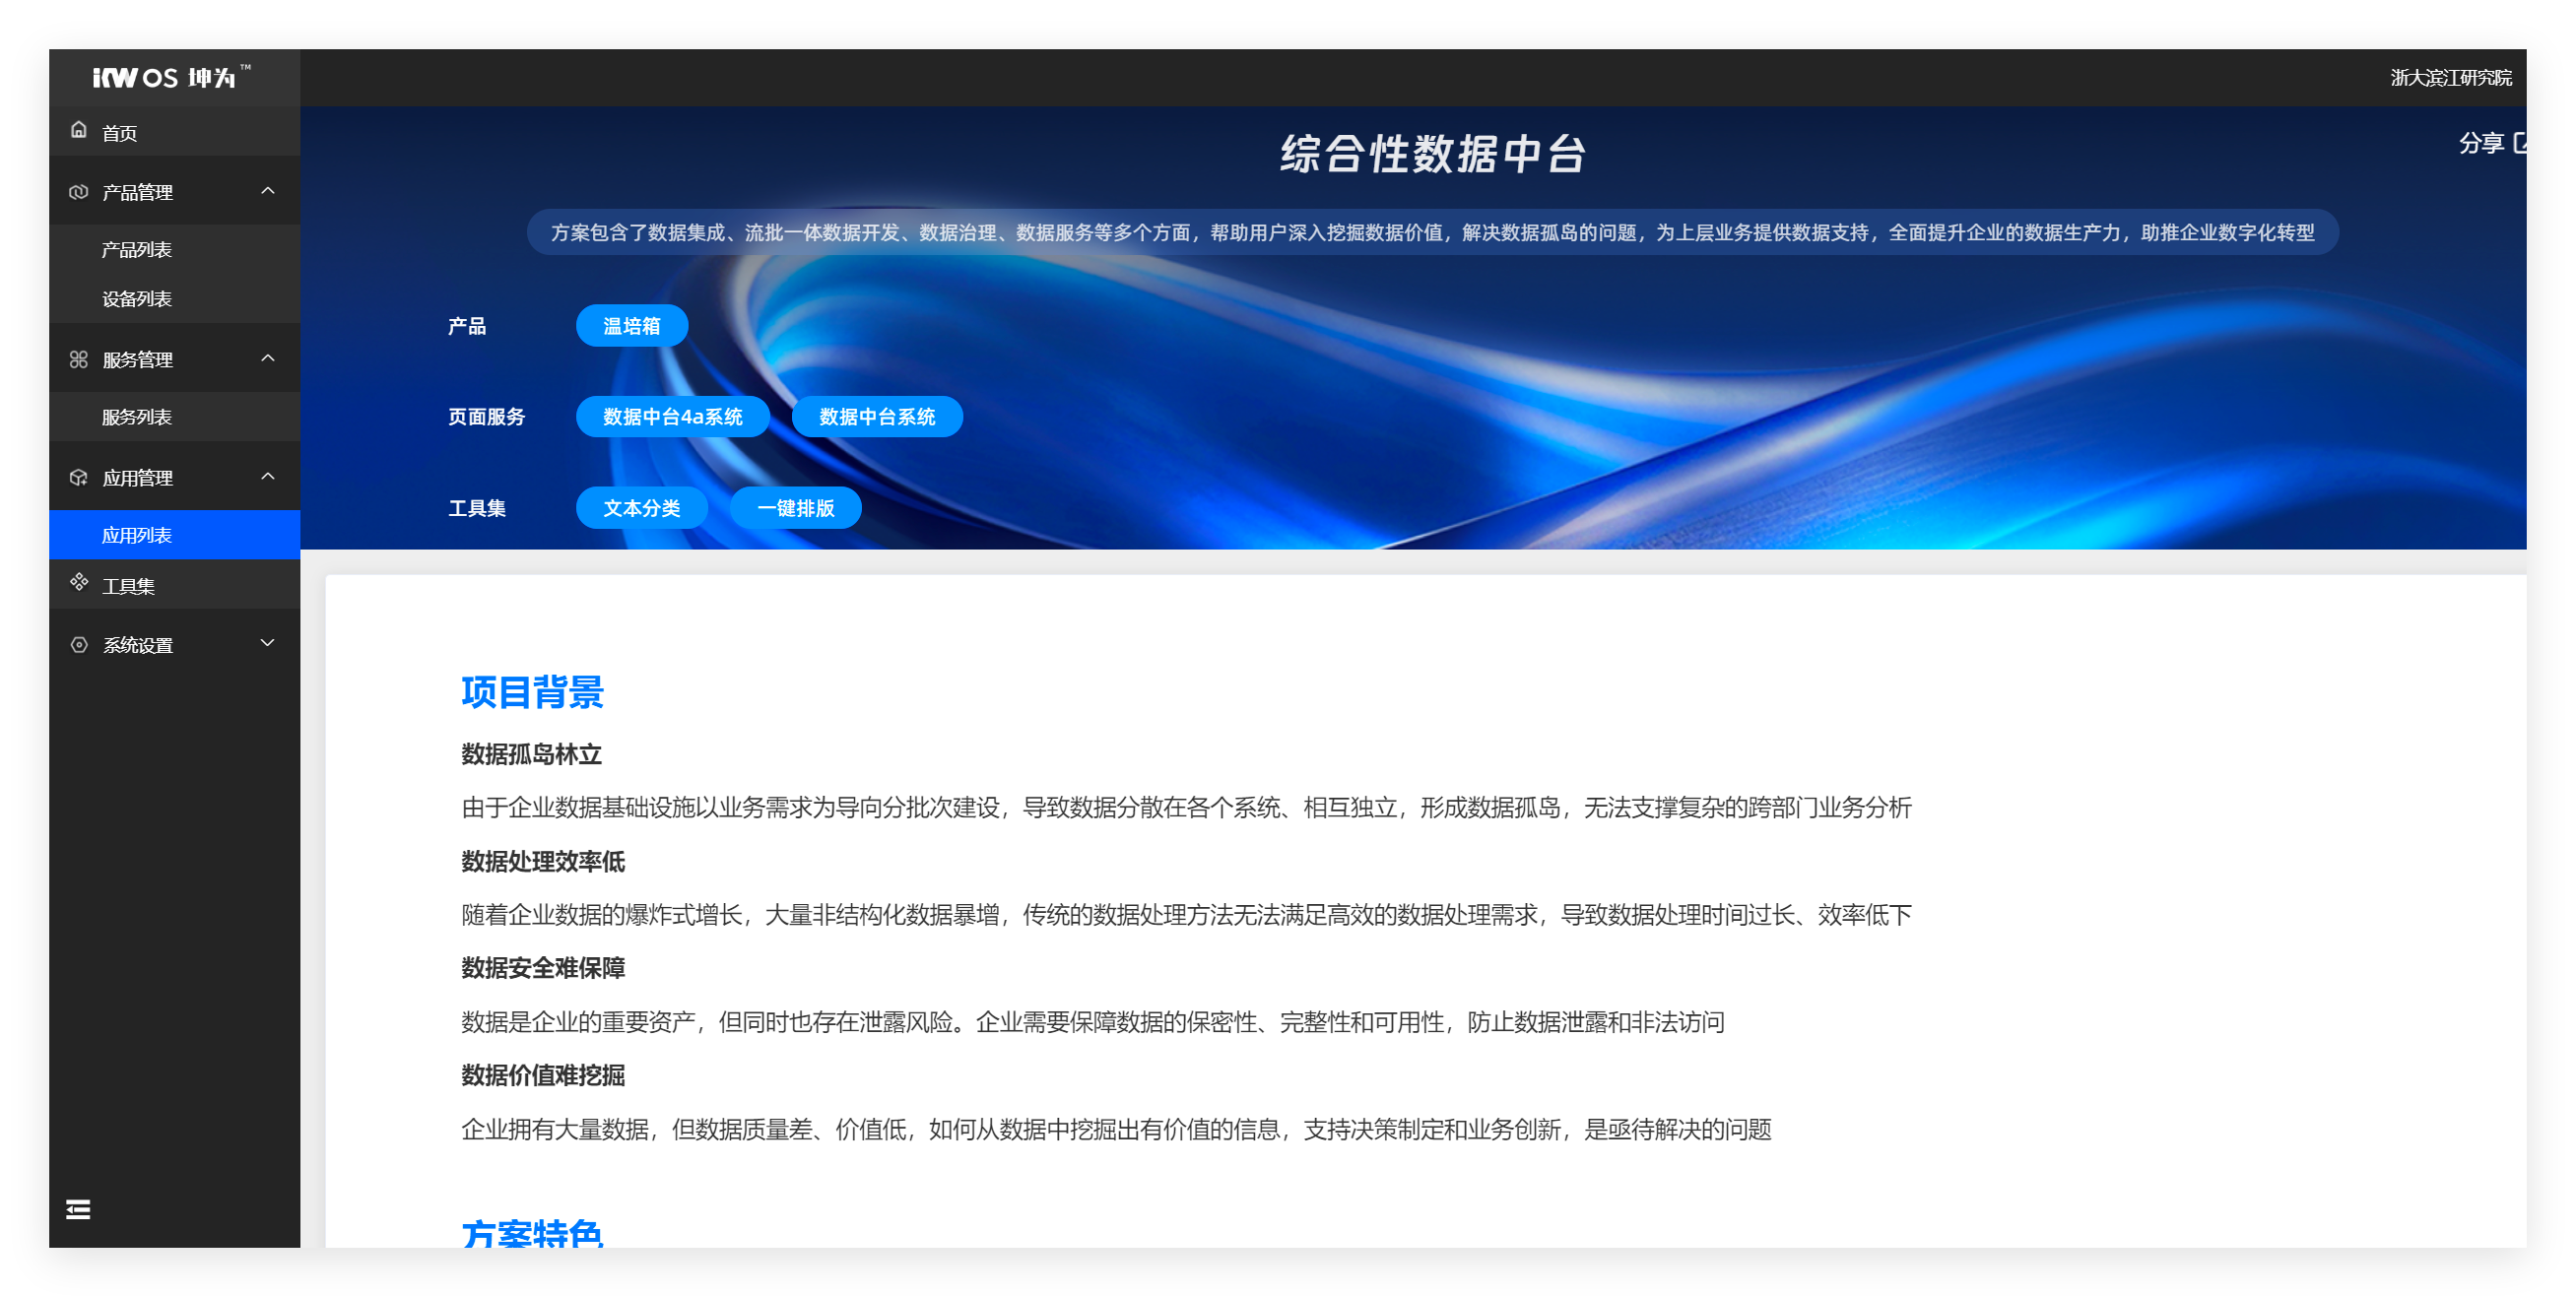 iKW OS 坤为™
浙大滨江研究院
首页
产品管理
产品列表
设备列表
服务管理
服务列表
应用管理
应用列表
工具集
系统设置
综合性数据中台
分享
方案包含了数据集成、流批一体数据开发、数据治理、数据服务等多个方面，帮助用户深入挖掘数据价值，解决数据孤岛的问题，为上层业务提供数据支持，全面提升企业的数据生产力，助推企业数字化转型
产品 温培箱
页面服务 数据中台4a系统 数据中台系统
工具集 文本分类 一键排版
项目背景
数据孤岛林立
由于企业数据基础设施以业务需求为导向分批次建设，导致数据分散在各个系统、相互独立，形成数据孤岛，无法支撑复杂的跨部门业务分析
数据处理效率低
随着企业数据的爆炸式增长，大量非结构化数据暴增，传统的数据处理方法无法满足高效的数据处理需求，导致数据处理时间过长、效率低下
数据安全难保障
数据是企业的重要资产，但同时也存在泄露风险。企业需要保障数据的保密性、完整性和可用性，防止数据泄露和非法访问
数据价值难挖掘
企业拥有大量数据，但数据质量差、价值低，如何从数据中挖掘出有价值的信息，支持决策制定和业务创新，是亟待解决的问题
方案特色